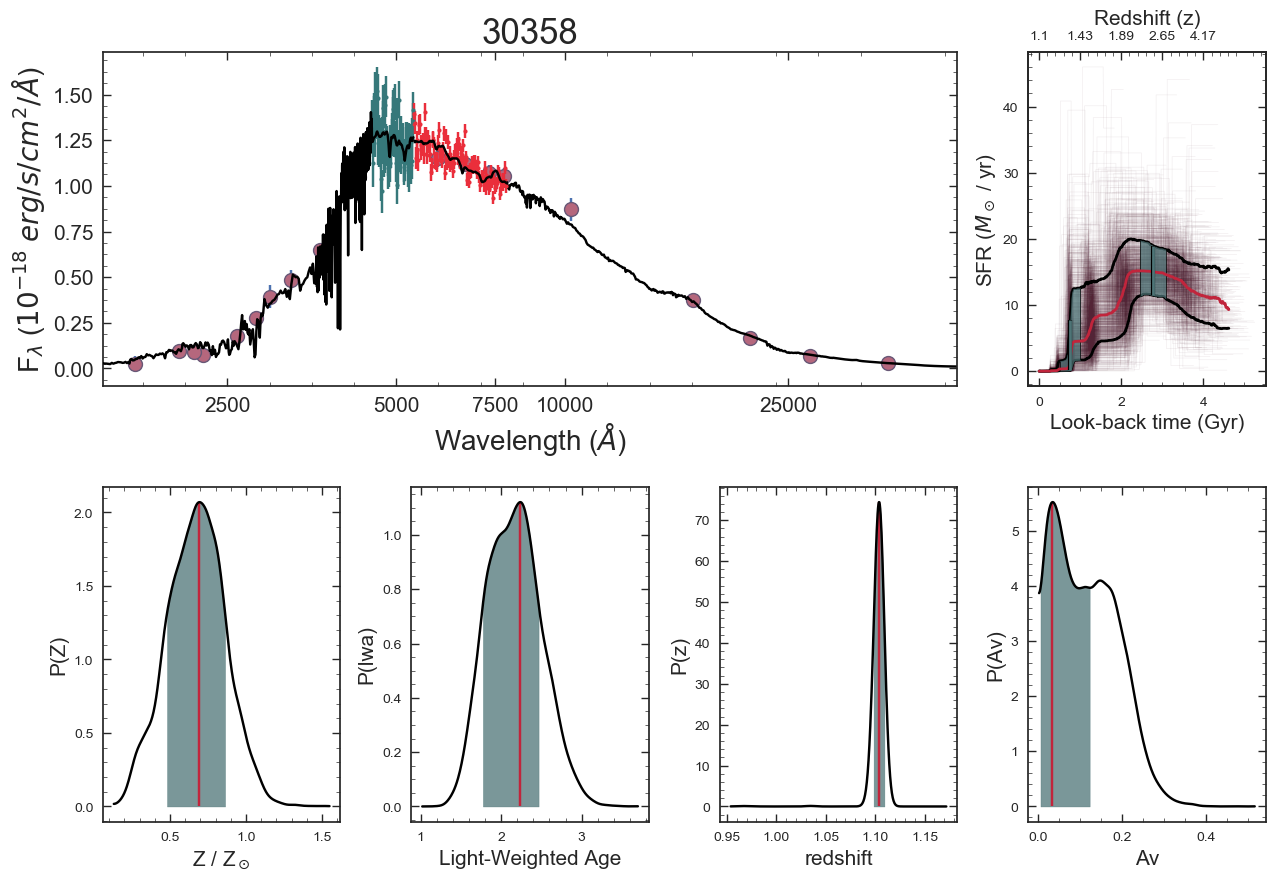 30358
F_λ (10^-18 erg/s/cm^2/Å)
1.50
1.25
1.00
0.75
0.50
0.25
0.00
2500 5000 7500 10000 25000
Wavelength (Å)
Redshift (z)
1.1 1.43 1.89 2.65 4.17
SFR (M_⊙ / yr)
40
30
20
10
0
0 2 4
Look-back time (Gyr)
P(Z)
2.0
1.5
1.0
0.5
0.0
0.5 1.0 1.5
Z / Z_⊙
P(lwa)
1.0
0.8
0.6
0.4
0.2
0.0
1 2 3
Light-Weighted Age
P(z)
70
60
50
40
30
20
10
0
0.95 1.00 1.05 1.10 1.15
redshift
P(Av)
5
4
3
2
1
0
0.0 0.2 0.4
Av